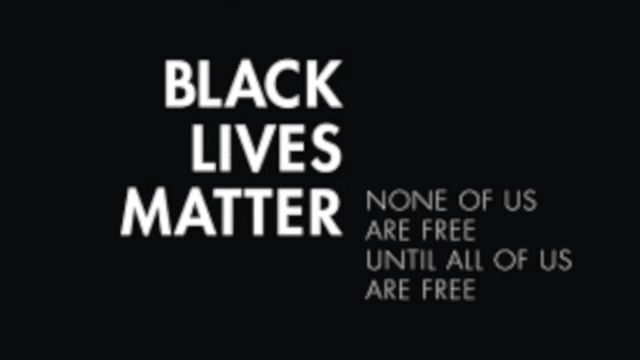 BLACK
LIVES
MATTER
NONE OF US
ARE FREE
UNTIL ALL OF US
ARE FREE